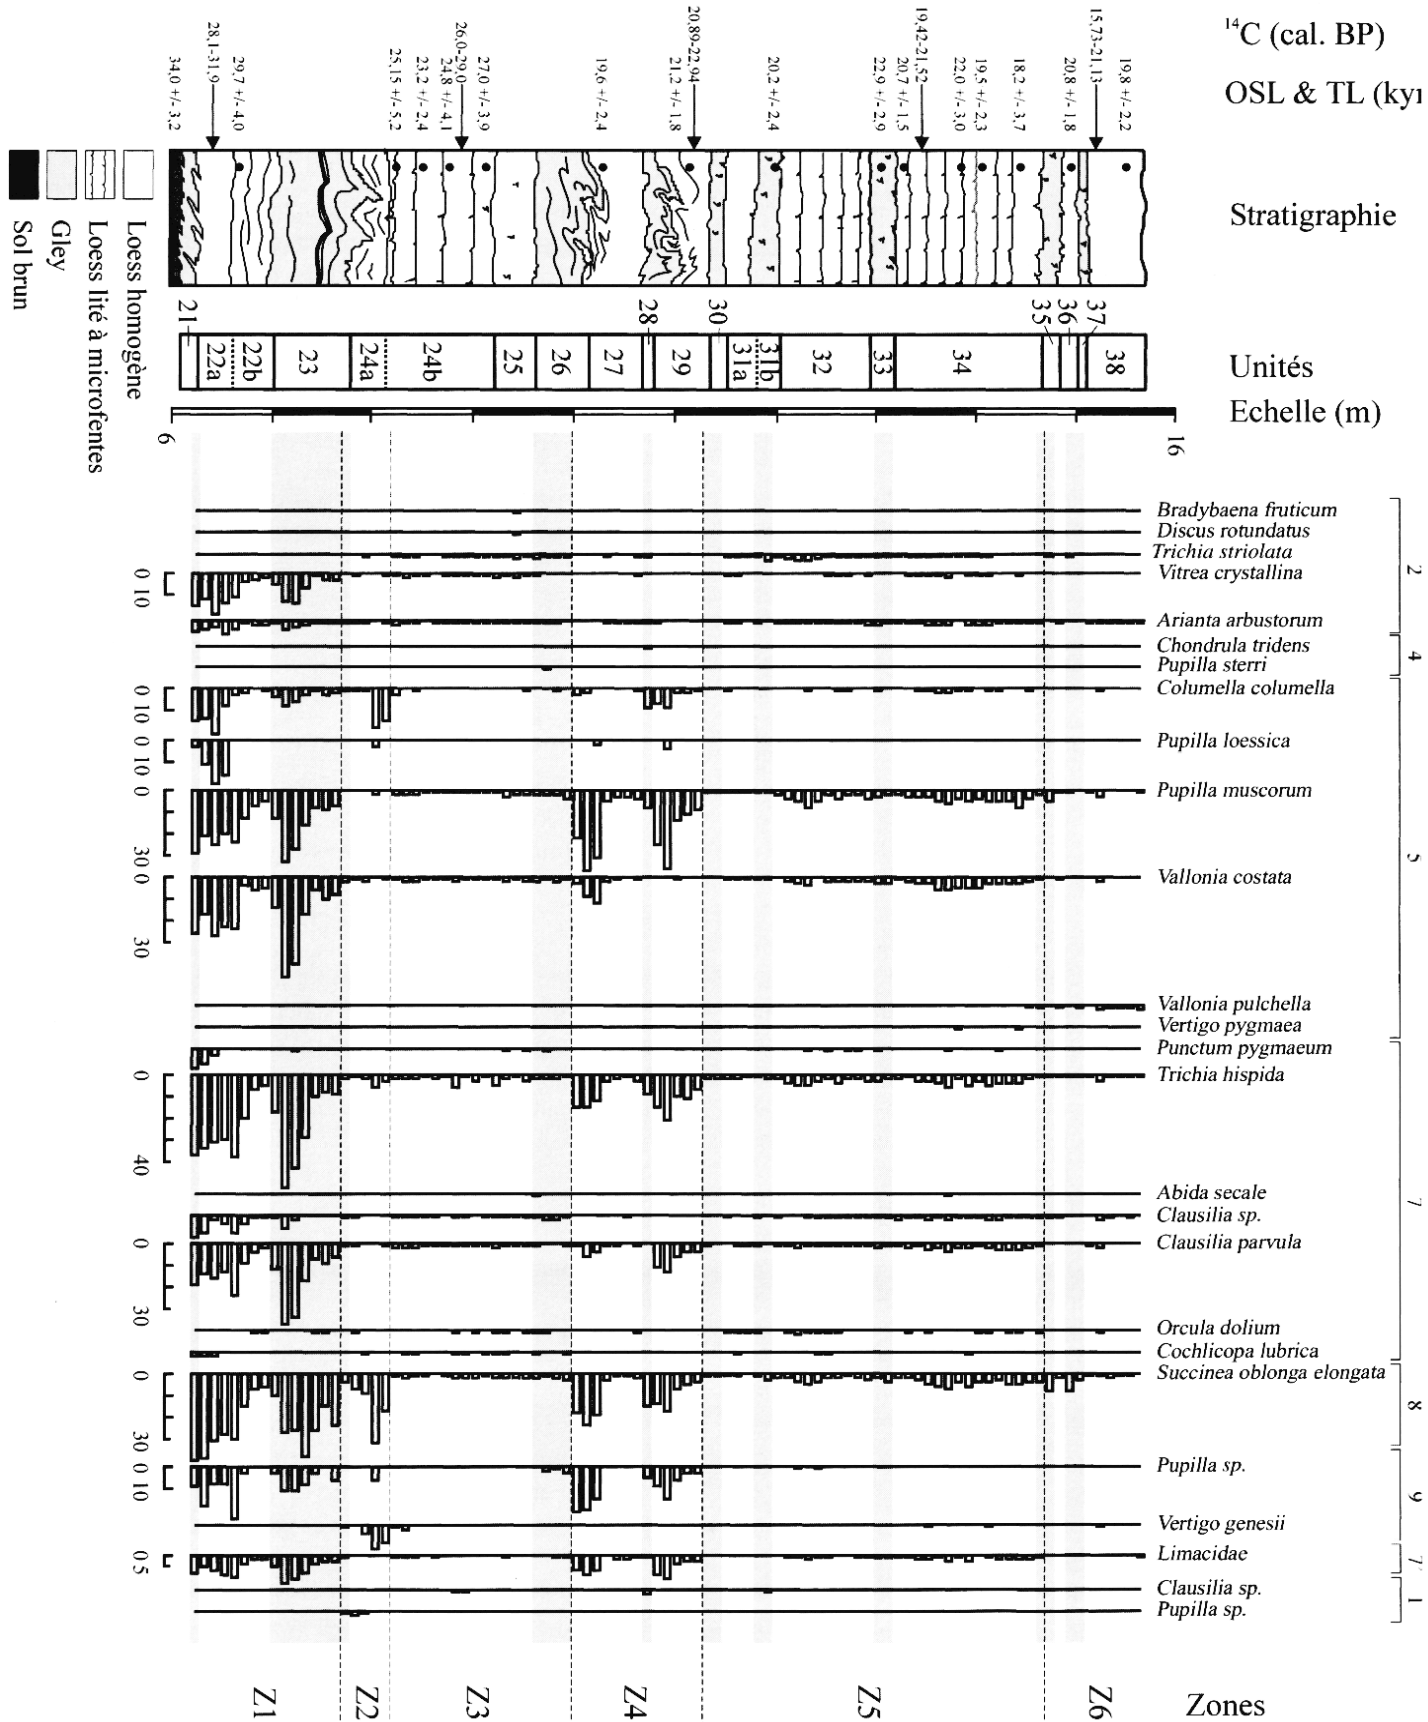 ¹⁴C (cal. BP)
15,73-21,13
19,42-21,52
20,89-22,94
26,0-29,0
28,1-31,9
OSL & TL (kyr
19,8 +/- 2,2
20,8 +/- 1,8
18,2 +/- 3,7
19,5 +/- 2,3
22,0 +/- 3,0
20,7 +/- 1,5
22,9 +/- 2,9
20,2 +/- 2,4
21,2 +/- 1,8
19,6 +/- 2,4
27,0 +/- 3,9
24,8 +/- 4,1
23,2 +/- 2,4
25,15 +/- 5,2
29,7 +/- 4,0
34,0 +/- 3,2
Stratigraphie
Loess homogène
Loess lité à microfentes
Gley
Sol brun
Unités
21 22a 22b 23 24a 24b 25 26 27 28 29 30 31a 31b 32 33 34 35 36 37 38
Echelle (m)
6 16
Bradybaena fruticum
Discus rotundatus
Trichia striolata
Vitrea crystallina
0 10
2
Arianta arbustorum
Chondrula tridens
4
Pupilla sterri
Columella columella
0 10
Pupilla loessica
0 10
Pupilla muscorum
0 30
5
Vallonia costata
0 30
Vallonia pulchella
Vertigo pygmaea
Punctum pygmaeum
Trichia hispida
0 40
Abida secale
7
Clausilia sp.
Clausilia parvula
0 30
Orcula dolium
Cochlicopa lubrica
Succinea oblonga elongata
0 30
8
Pupilla sp.
0 10
9
Vertigo genesii
Limacidae
0 5
7'
Clausilia sp.
1
Pupilla sp.
Zones
Z1 Z2 Z3 Z4 Z5 Z6